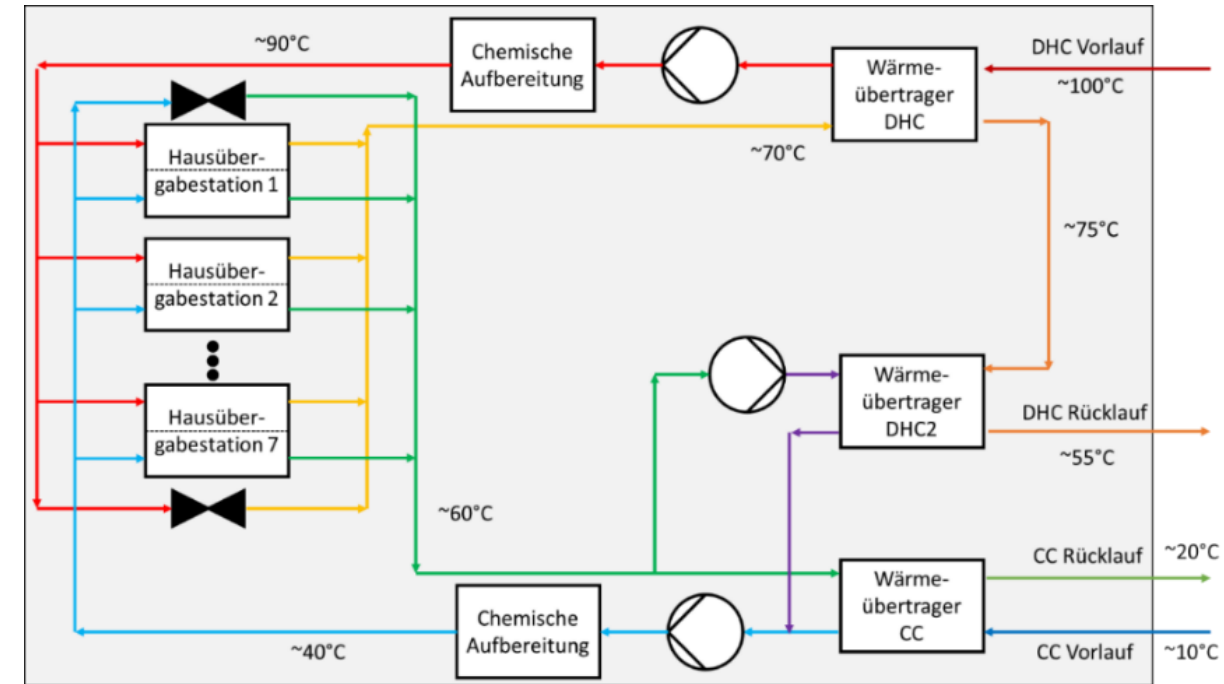 ~90°C
Chemische
Aufbereitung
Wärme-
übertrager
DHC
DHC Vorlauf
~100°C
Hausüber-
gabestation 1
~70°C
~75°C
Hausüber-
gabestation 2
Wärme-
übertrager
DHC2
DHC Rücklauf
~55°C
Hausüber-
gabestation 7
~60°C
CC Rücklauf
~20°C
Wärme-
übertrager
CC
Chemische
Aufbereitung
~40°C
CC Vorlauf
~10°C